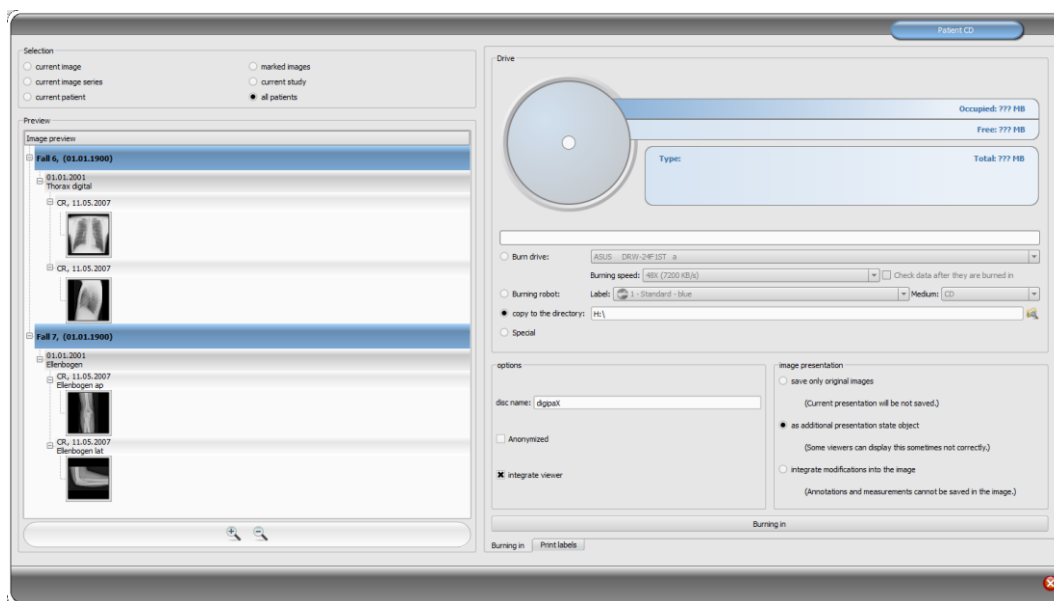 Patient CD
Selection
current image
marked images
current image series
current study
current patient
all patients
Preview
Image preview
Fall 6, (01.01.1900)
01.01.2001
Thorax digital
CR, 11.05.2007
CR, 11.05.2007
Fall 7, (01.01.1900)
01.01.2001
Ellenbogen
CR, 11.05.2007
Ellenbogen ap
CR, 11.05.2007
Ellenbogen lat
Drive
Occupied: ??? MB
Free: ??? MB
Type: Total: ??? MB
Burn drive: ASUS DRW-24F1ST a
Burning speed: 48X (7200 KB/s) Check data after they are burned in
Burning robot: Label: 1 - Standard - blue Medium: CD
copy to the directory: H:\
Special
options
disc name: digipaX
Anonymized
integrate viewer
image presentation
save only original images
(Current presentation will be not saved.)
as additional presentation state object
(Some viewers can display this sometimes not correctly.)
integrate modifications into the image
(Annotations and measurements cannot be saved in the image.)
Burning in
Burning in Print labels